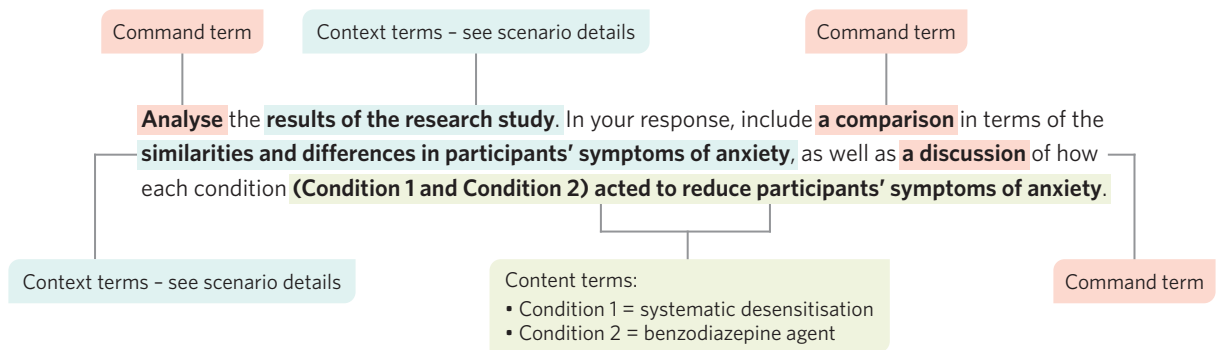 Command term
Context terms – see scenario details
Command term
Analyse the results of the research study. In your response, include a comparison in terms of the
similarities and differences in participants' symptoms of anxiety, as well as a discussion of how
each condition (Condition 1 and Condition 2) acted to reduce participants' symptoms of anxiety.
Context terms – see scenario details
Content terms:
• Condition 1 = systematic desensitisation
• Condition 2 = benzodiazepine agent
Command term